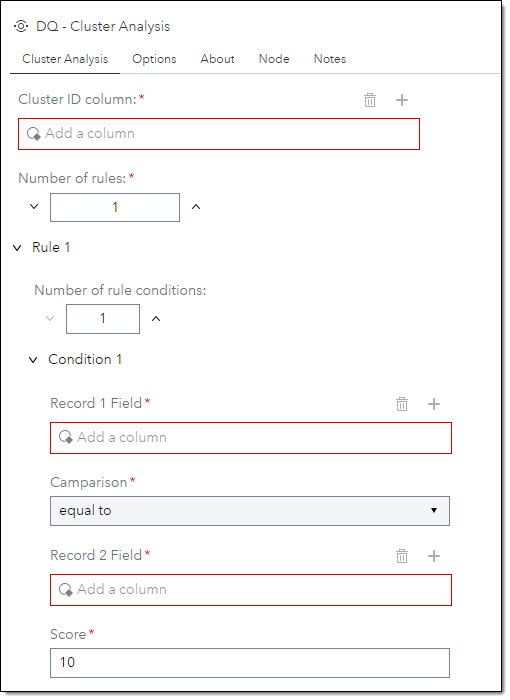 DQ - Cluster Analysis
Cluster Analysis Options About Node Notes
Cluster ID column:*
Add a column
Number of rules:*
1
Rule 1
Number of rule conditions:
1
Condition 1
Record 1 Field*
Add a column
Camparison*
equal to
Record 2 Field*
Add a column
Score*
10